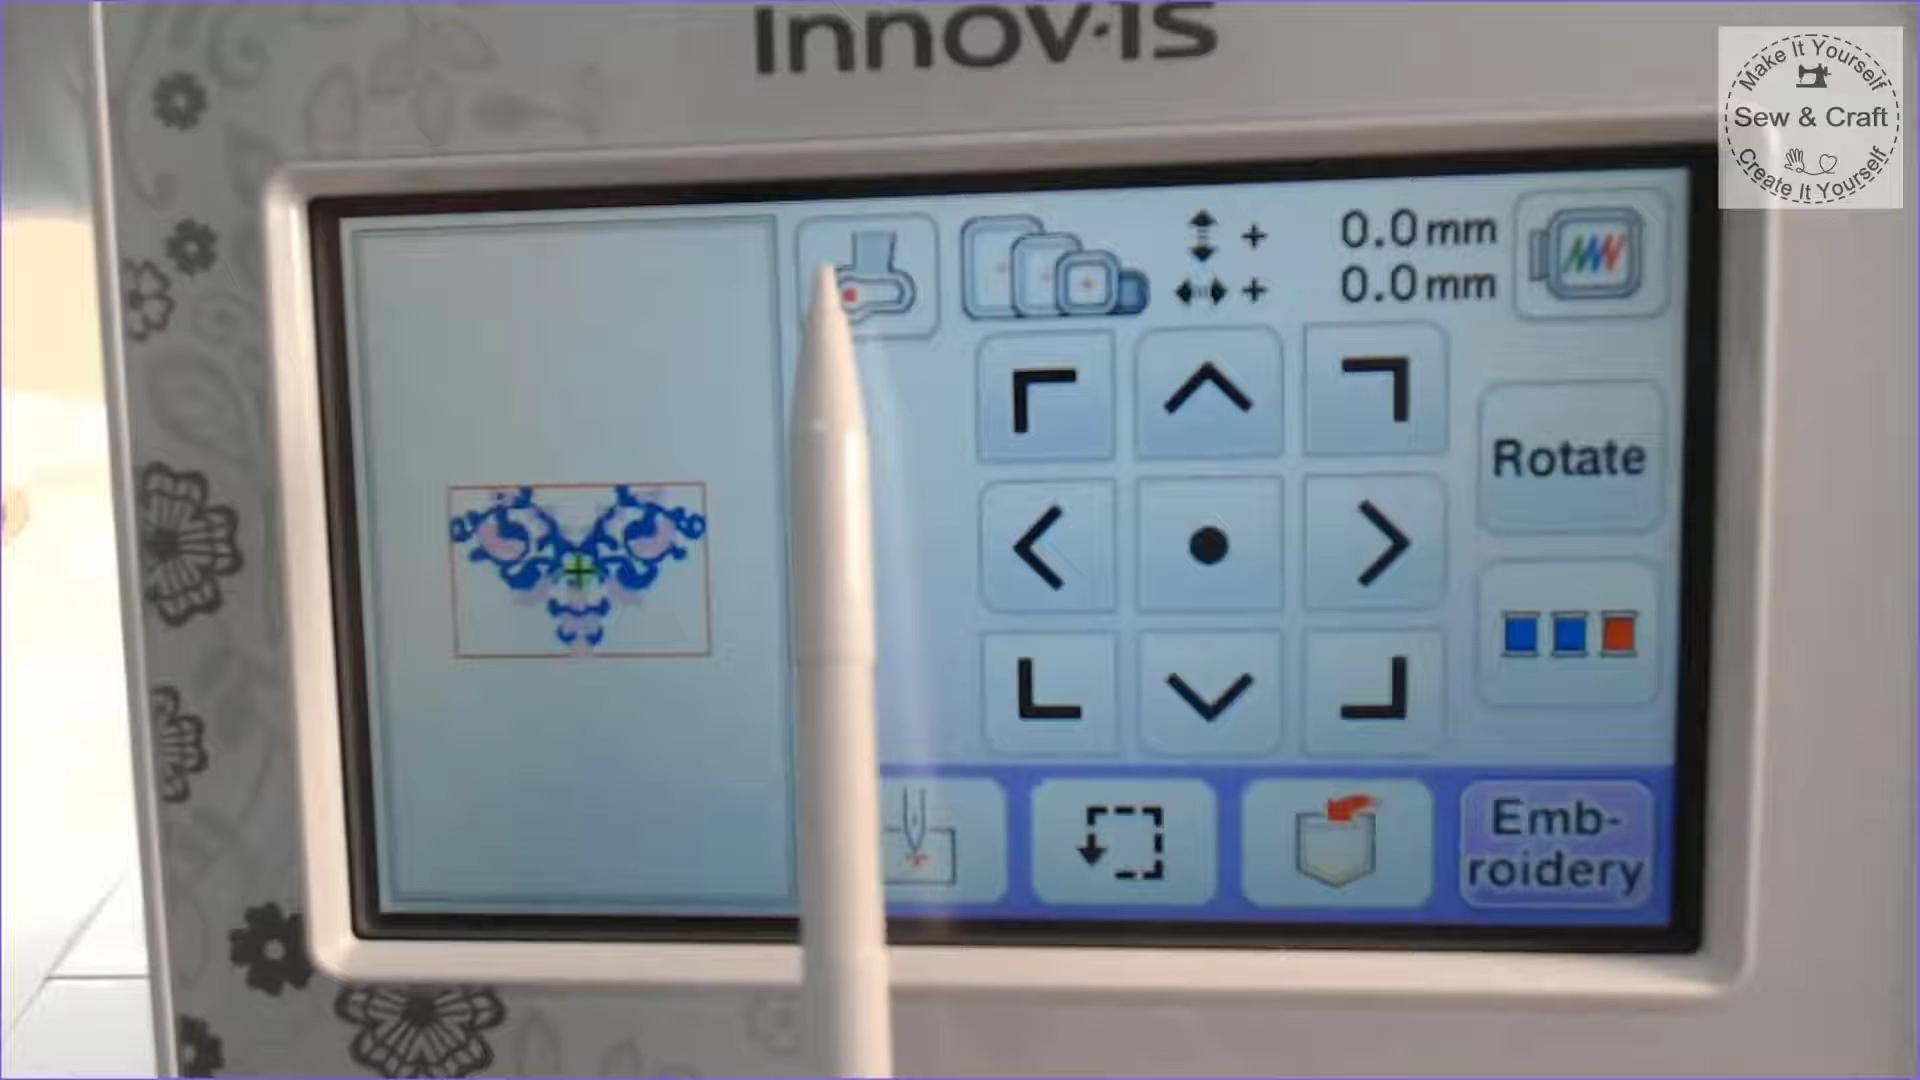 INNOV-IS
Make It Yourself
Sew & Craft
Create It Yourself
+ 0.0mm
+ 0.0mm
Rotate
Emb-
roidery